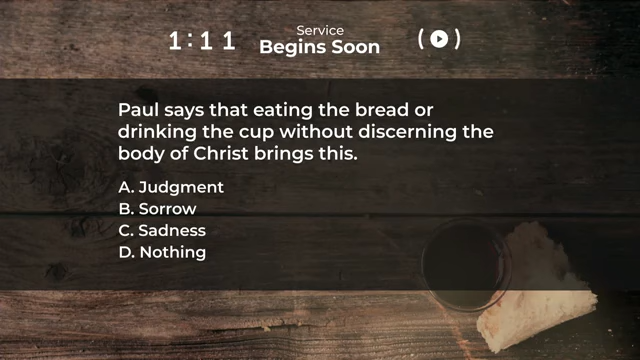 1:11
Service
Begins Soon
Paul says that eating the bread or
drinking the cup without discerning the
body of Christ brings this.
A. Judgment
B. Sorrow
C. Sadness
D. Nothing